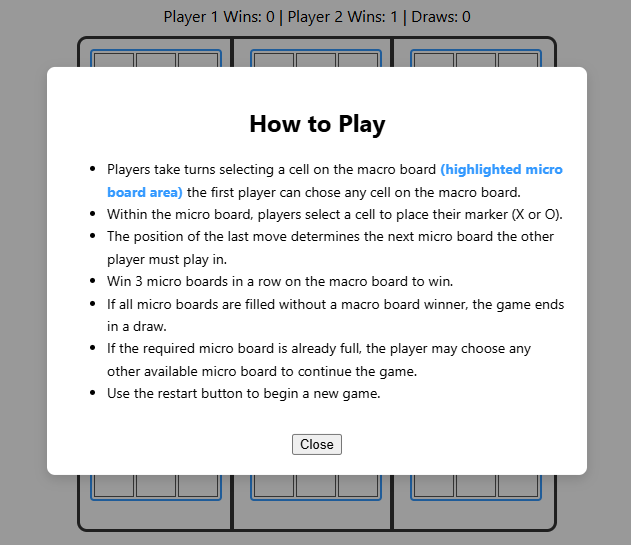 Player 1 Wins: 0 | Player 2 Wins: 1 | Draws: 0
How to Play
• Players take turns selecting a cell on the macro board (highlighted micro
board area) the first player can chose any cell on the macro board.
• Within the micro board, players select a cell to place their marker (X or O).
• The position of the last move determines the next micro board the other
player must play in.
• Win 3 micro boards in a row on the macro board to win.
• If all micro boards are filled without a macro board winner, the game ends
in a draw.
• If the required micro board is already full, the player may choose any
other available micro board to continue the game.
• Use the restart button to begin a new game.
Close